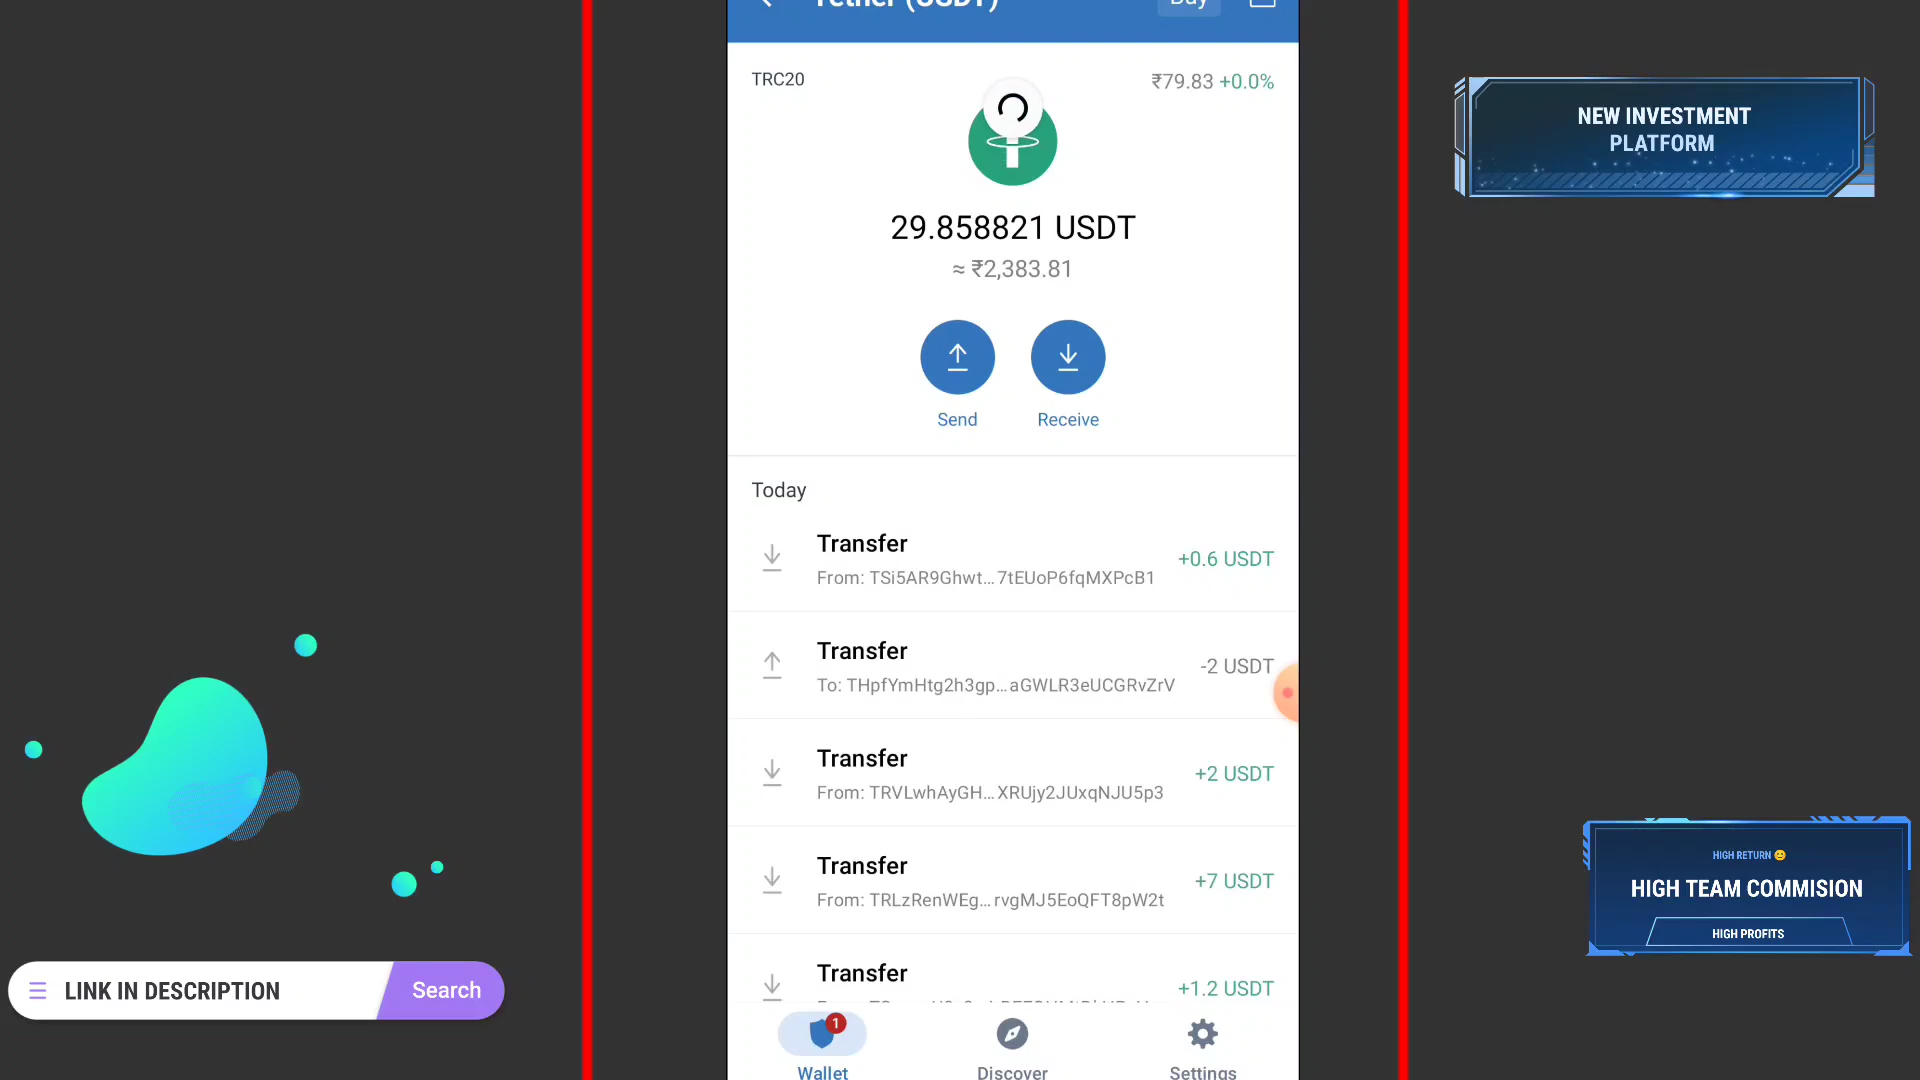 Tether (USDT)
Buy
TRC20
₹79.83 +0.0%
29.858821 USDT
≈ ₹2,383.81
Send
Receive
Today
Transfer
+0.6 USDT
From: TSi5AR9Ghwt...7tEUoP6fqMXPcB1
Transfer
-2 USDT
To: THpfYmHtg2h3gp...aGWLR3eUCGRvZrV
Transfer
+2 USDT
From: TRVLwhAyGH...XRUjy2JUxqNJU5p3
Transfer
+7 USDT
From: TRLzRenWEg...rvgMJ5EoQFT8pW2t
Transfer
+1.2 USDT
1
Wallet
Discover
Settings
NEW INVESTMENT
PLATFORM
HIGH RETURN 😊
HIGH TEAM COMMISION
HIGH PROFITS
LINK IN DESCRIPTION
Search